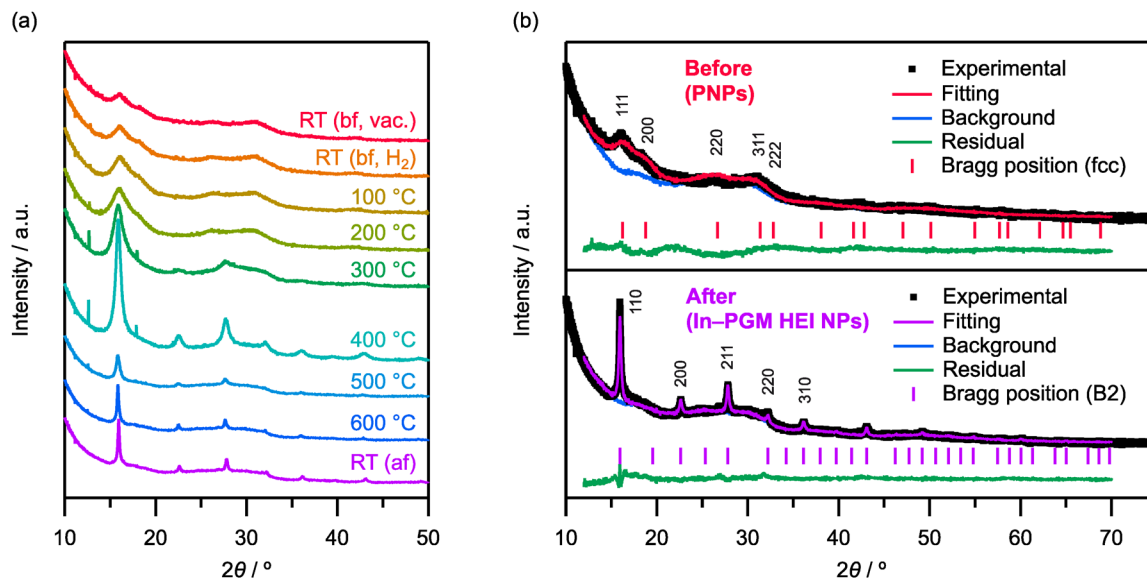 (a)
RT (bf, vac.)
RT (bf, H₂)
100 °C
200 °C
300 °C
400 °C
500 °C
600 °C
RT (af)
Intensity / a.u.
10 20 30 40 50
2θ / º
(b)
Before
(PNPs)
111
200
220
311
222
Experimental
Fitting
Background
Residual
Bragg position (fcc)
After
(In–PGM HEI NPs)
110
200
211
220
310
Experimental
Fitting
Background
Residual
Bragg position (B2)
Intensity / a.u.
10 20 30 40 50 60 70
2θ / º